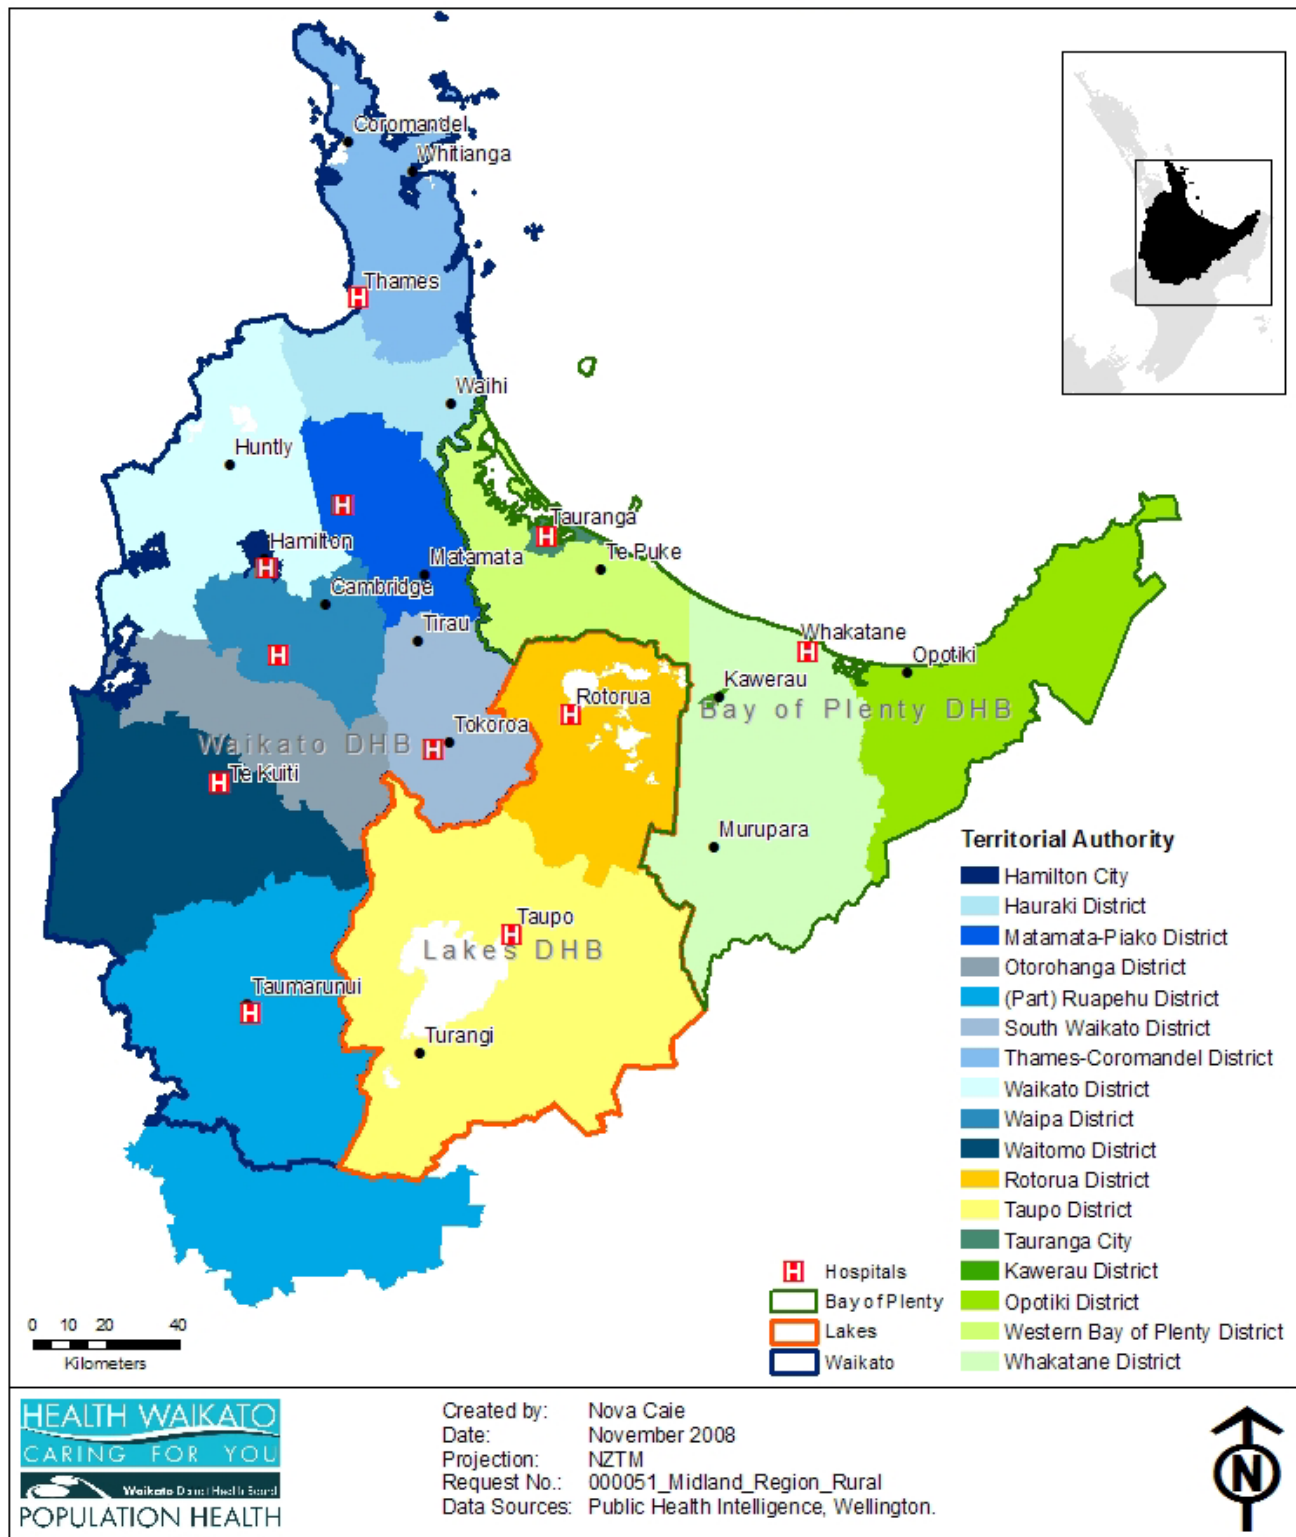 Coromandel
Whitianga
Thames
H
Waihi
Huntly
H
Tauranga
H
Hamilton
H
Matamata
Te Puke
Cambridge
Tirau
Whakatane
H
H
Opotiki
Kawerau
Rotorua
H
Bay of Plenty DHB
Tokoroa
H
Waikato DHB
Te Kuiti
H
Murupara
Taupo
H
Lakes DHB
Taumarunui
H
Turangi
Territorial Authority
Hamilton City
Hauraki District
Matamata-Piako District
Otorohanga District
(Part) Ruapehu District
South Waikato District
Thames-Coromandel District
Waikato District
Waipa District
Waitomo District
Rotorua District
Taupo District
Tauranga City
Kawerau District
Opotiki District
Western Bay of Plenty District
Whakatane District
H Hospitals
Bay of Plenty
Lakes
Waikato
0 10 20 40
Kilometers
HEALTH WAIKATO
CARING FOR YOU
Waikato District Health Board
POPULATION HEALTH
Created by: Nova Caie
Date: November 2008
Projection: NZTM
Request No.: 000051_Midland_Region_Rural
Data Sources: Public Health Intelligence, Wellington.
N